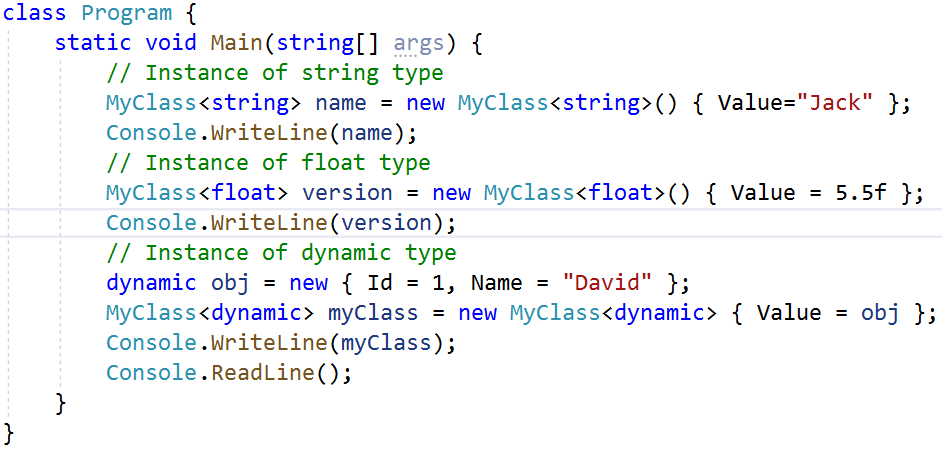 class Program {
    static void Main(string[] args) {
        // Instance of string type
        MyClass<string> name = new MyClass<string>() { Value="Jack" };
        Console.WriteLine(name);
        // Instance of float type
        MyClass<float> version = new MyClass<float>() { Value = 5.5f };
        Console.WriteLine(version);
        // Instance of dynamic type
        dynamic obj = new { Id = 1, Name = "David" };
        MyClass<dynamic> myClass = new MyClass<dynamic> { Value = obj };
        Console.WriteLine(myClass);
        Console.ReadLine();
    }
}